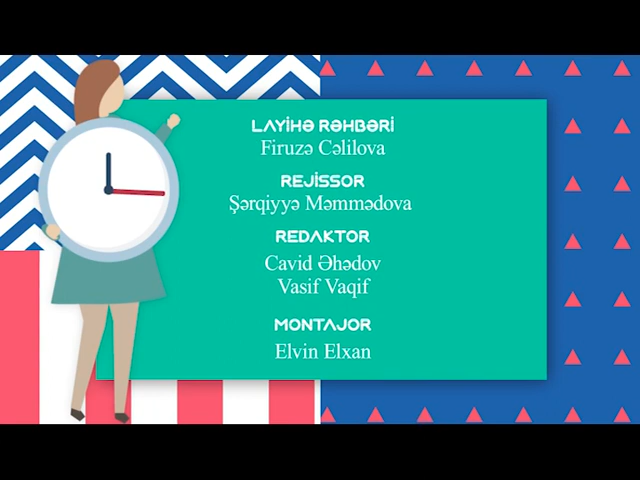 LAYİHƏ RƏHBƏRİ
Firuzə Cəlilova
REJİSSOR
Şərqiyyə Məmmədova
REDAKTOR
Cavid Əhədov
Vasif Vaqif
MONTAJOR
Elvin Elxan